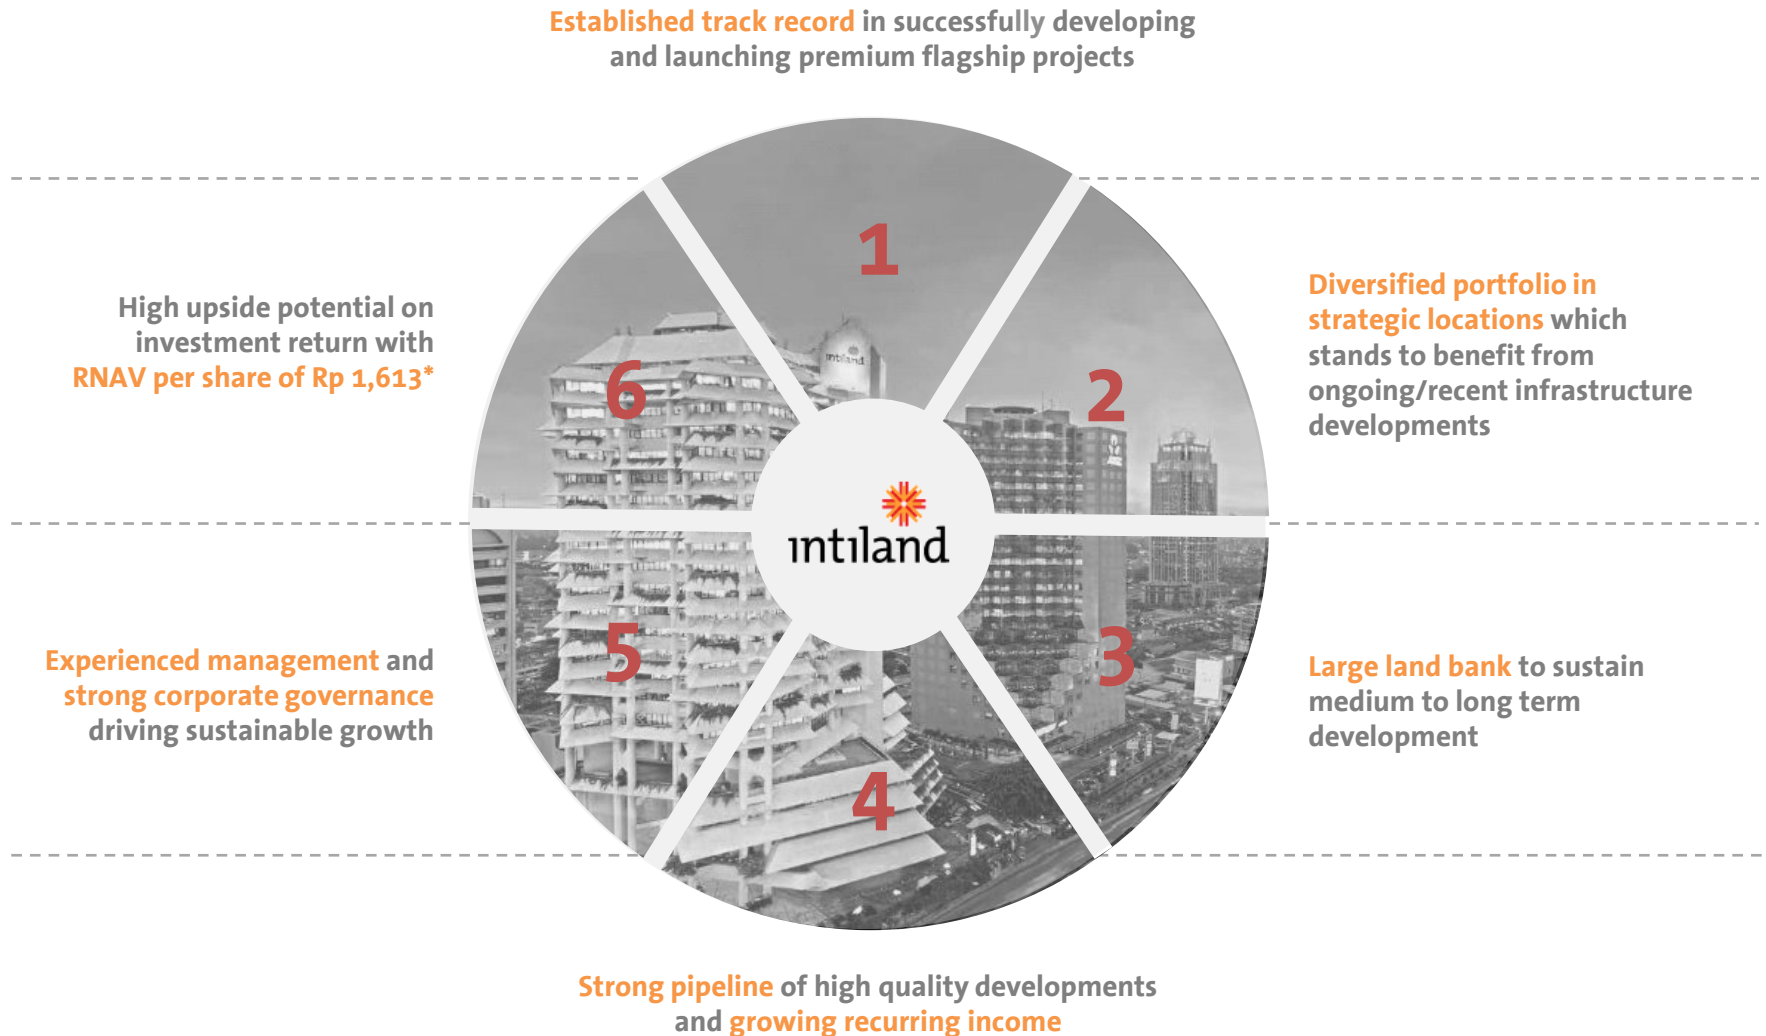 Established track record in successfully developing
and launching premium flagship projects
1
Diversified portfolio in
strategic locations which
stands to benefit from
ongoing/recent infrastructure
developments
2
Large land bank to sustain
medium to long term
development
3
Strong pipeline of high quality developments
and growing recurring income
4
Experienced management and
strong corporate governance
driving sustainable growth
5
High upside potential on
investment return with
RNAV per share of Rp 1,613*
6
intiland
intiland